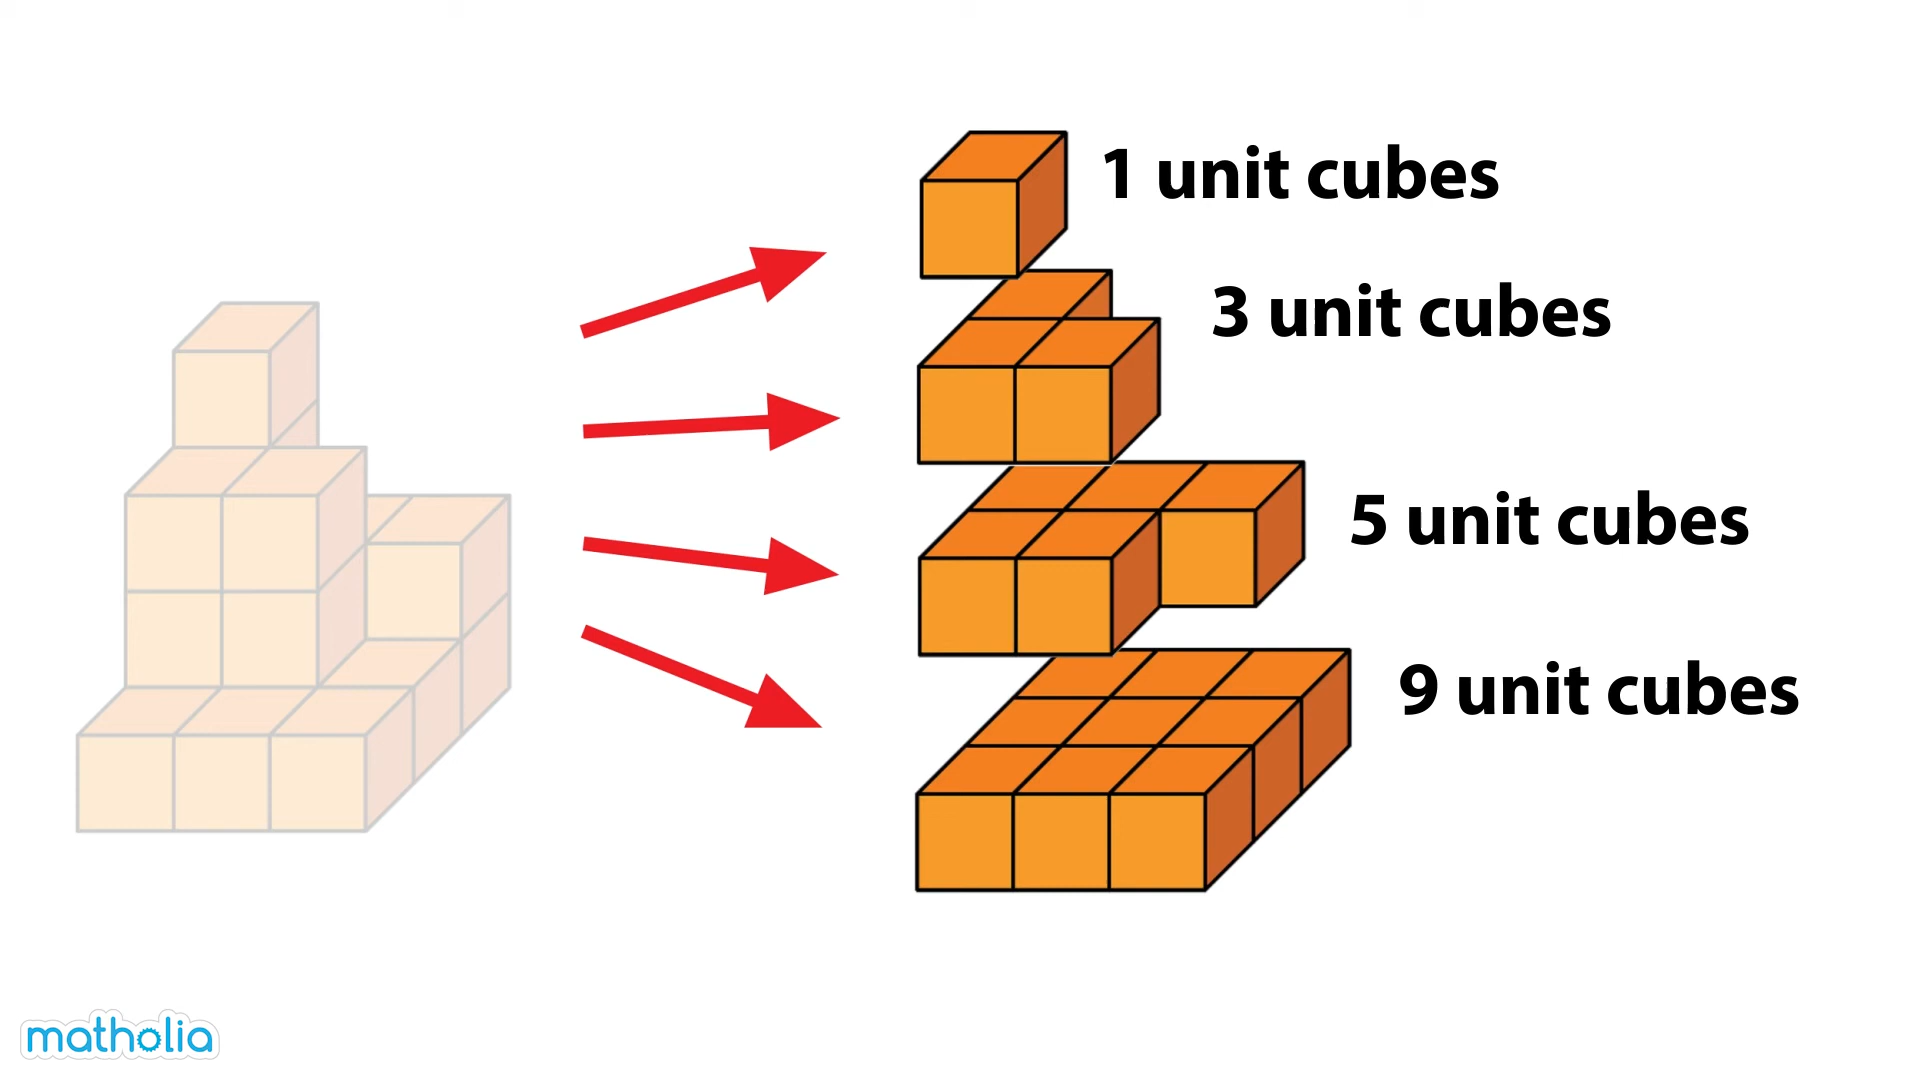 1 unit cubes
3 unit cubes
5 unit cubes
9 unit cubes
matholia